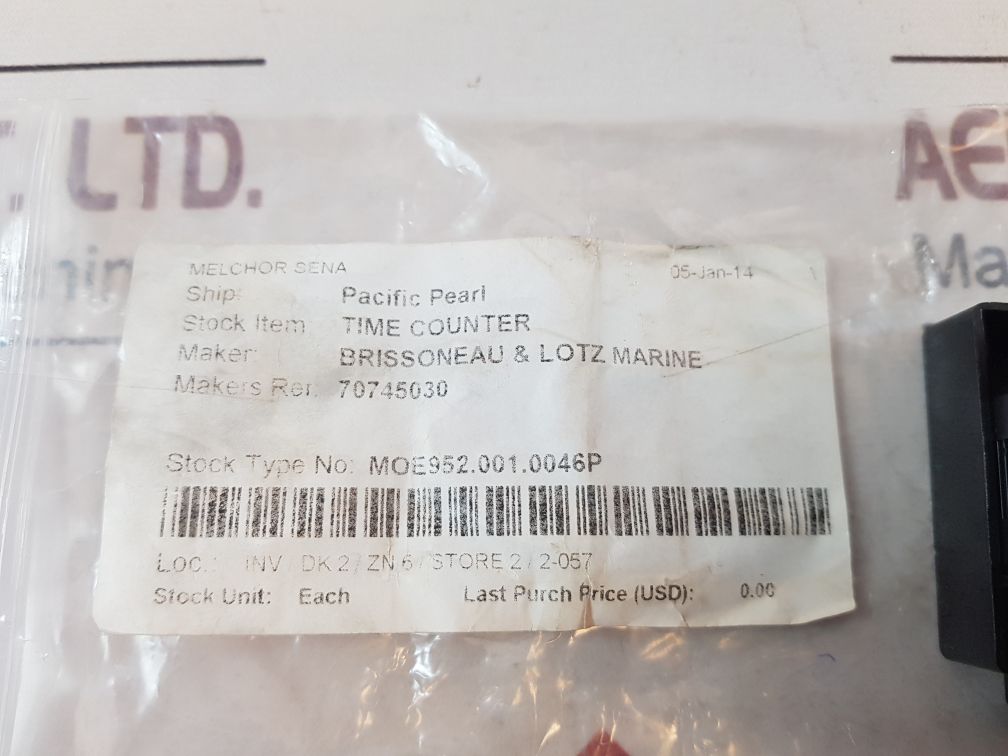 T. LTD.
AE
Ma
MELCHOR SENA 05-Jan-14
Ship: Pacific Pearl
Stock Item: TIME COUNTER
Maker: BRISSONEAU & LOTZ MARINE
Makers Ref: 70745030
Stock Type No: MOE952.001.0046P
Loc.: INV / DK 2 / ZN 6 / STORE 2 / 2-057
Stock Unit: Each Last Purch Price (USD): 0.00